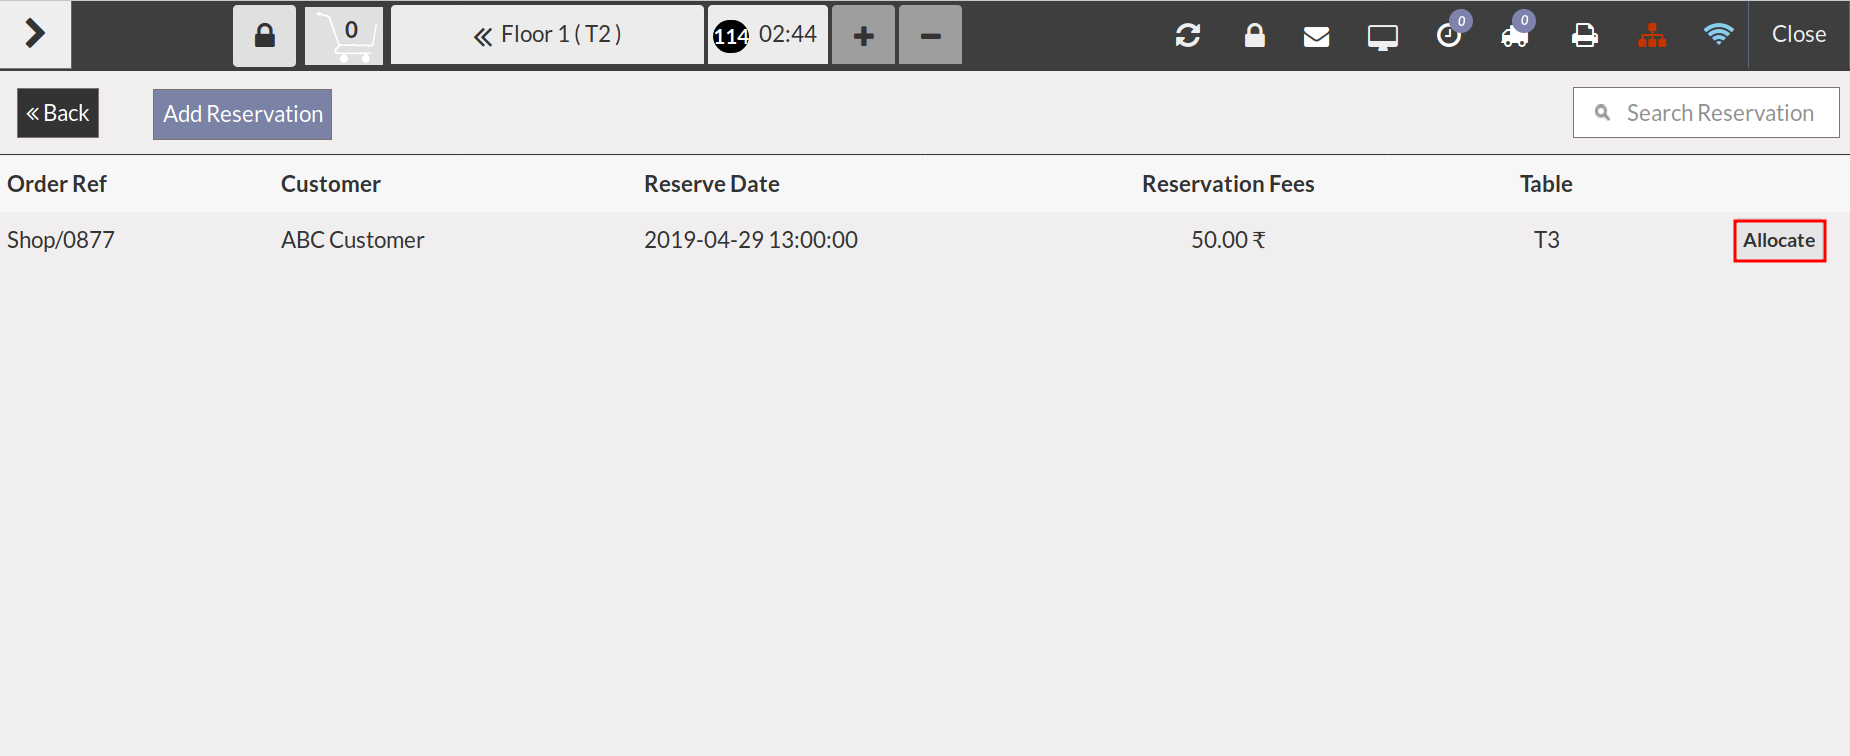 0
« Floor 1 ( T2 )
114 02:44
+
−
0
0
Close
« Back
Add Reservation
Search Reservation
Order Ref Customer Reserve Date Reservation Fees Table
Shop/0877 ABC Customer 2019-04-29 13:00:00 50.00 ₹ T3 Allocate